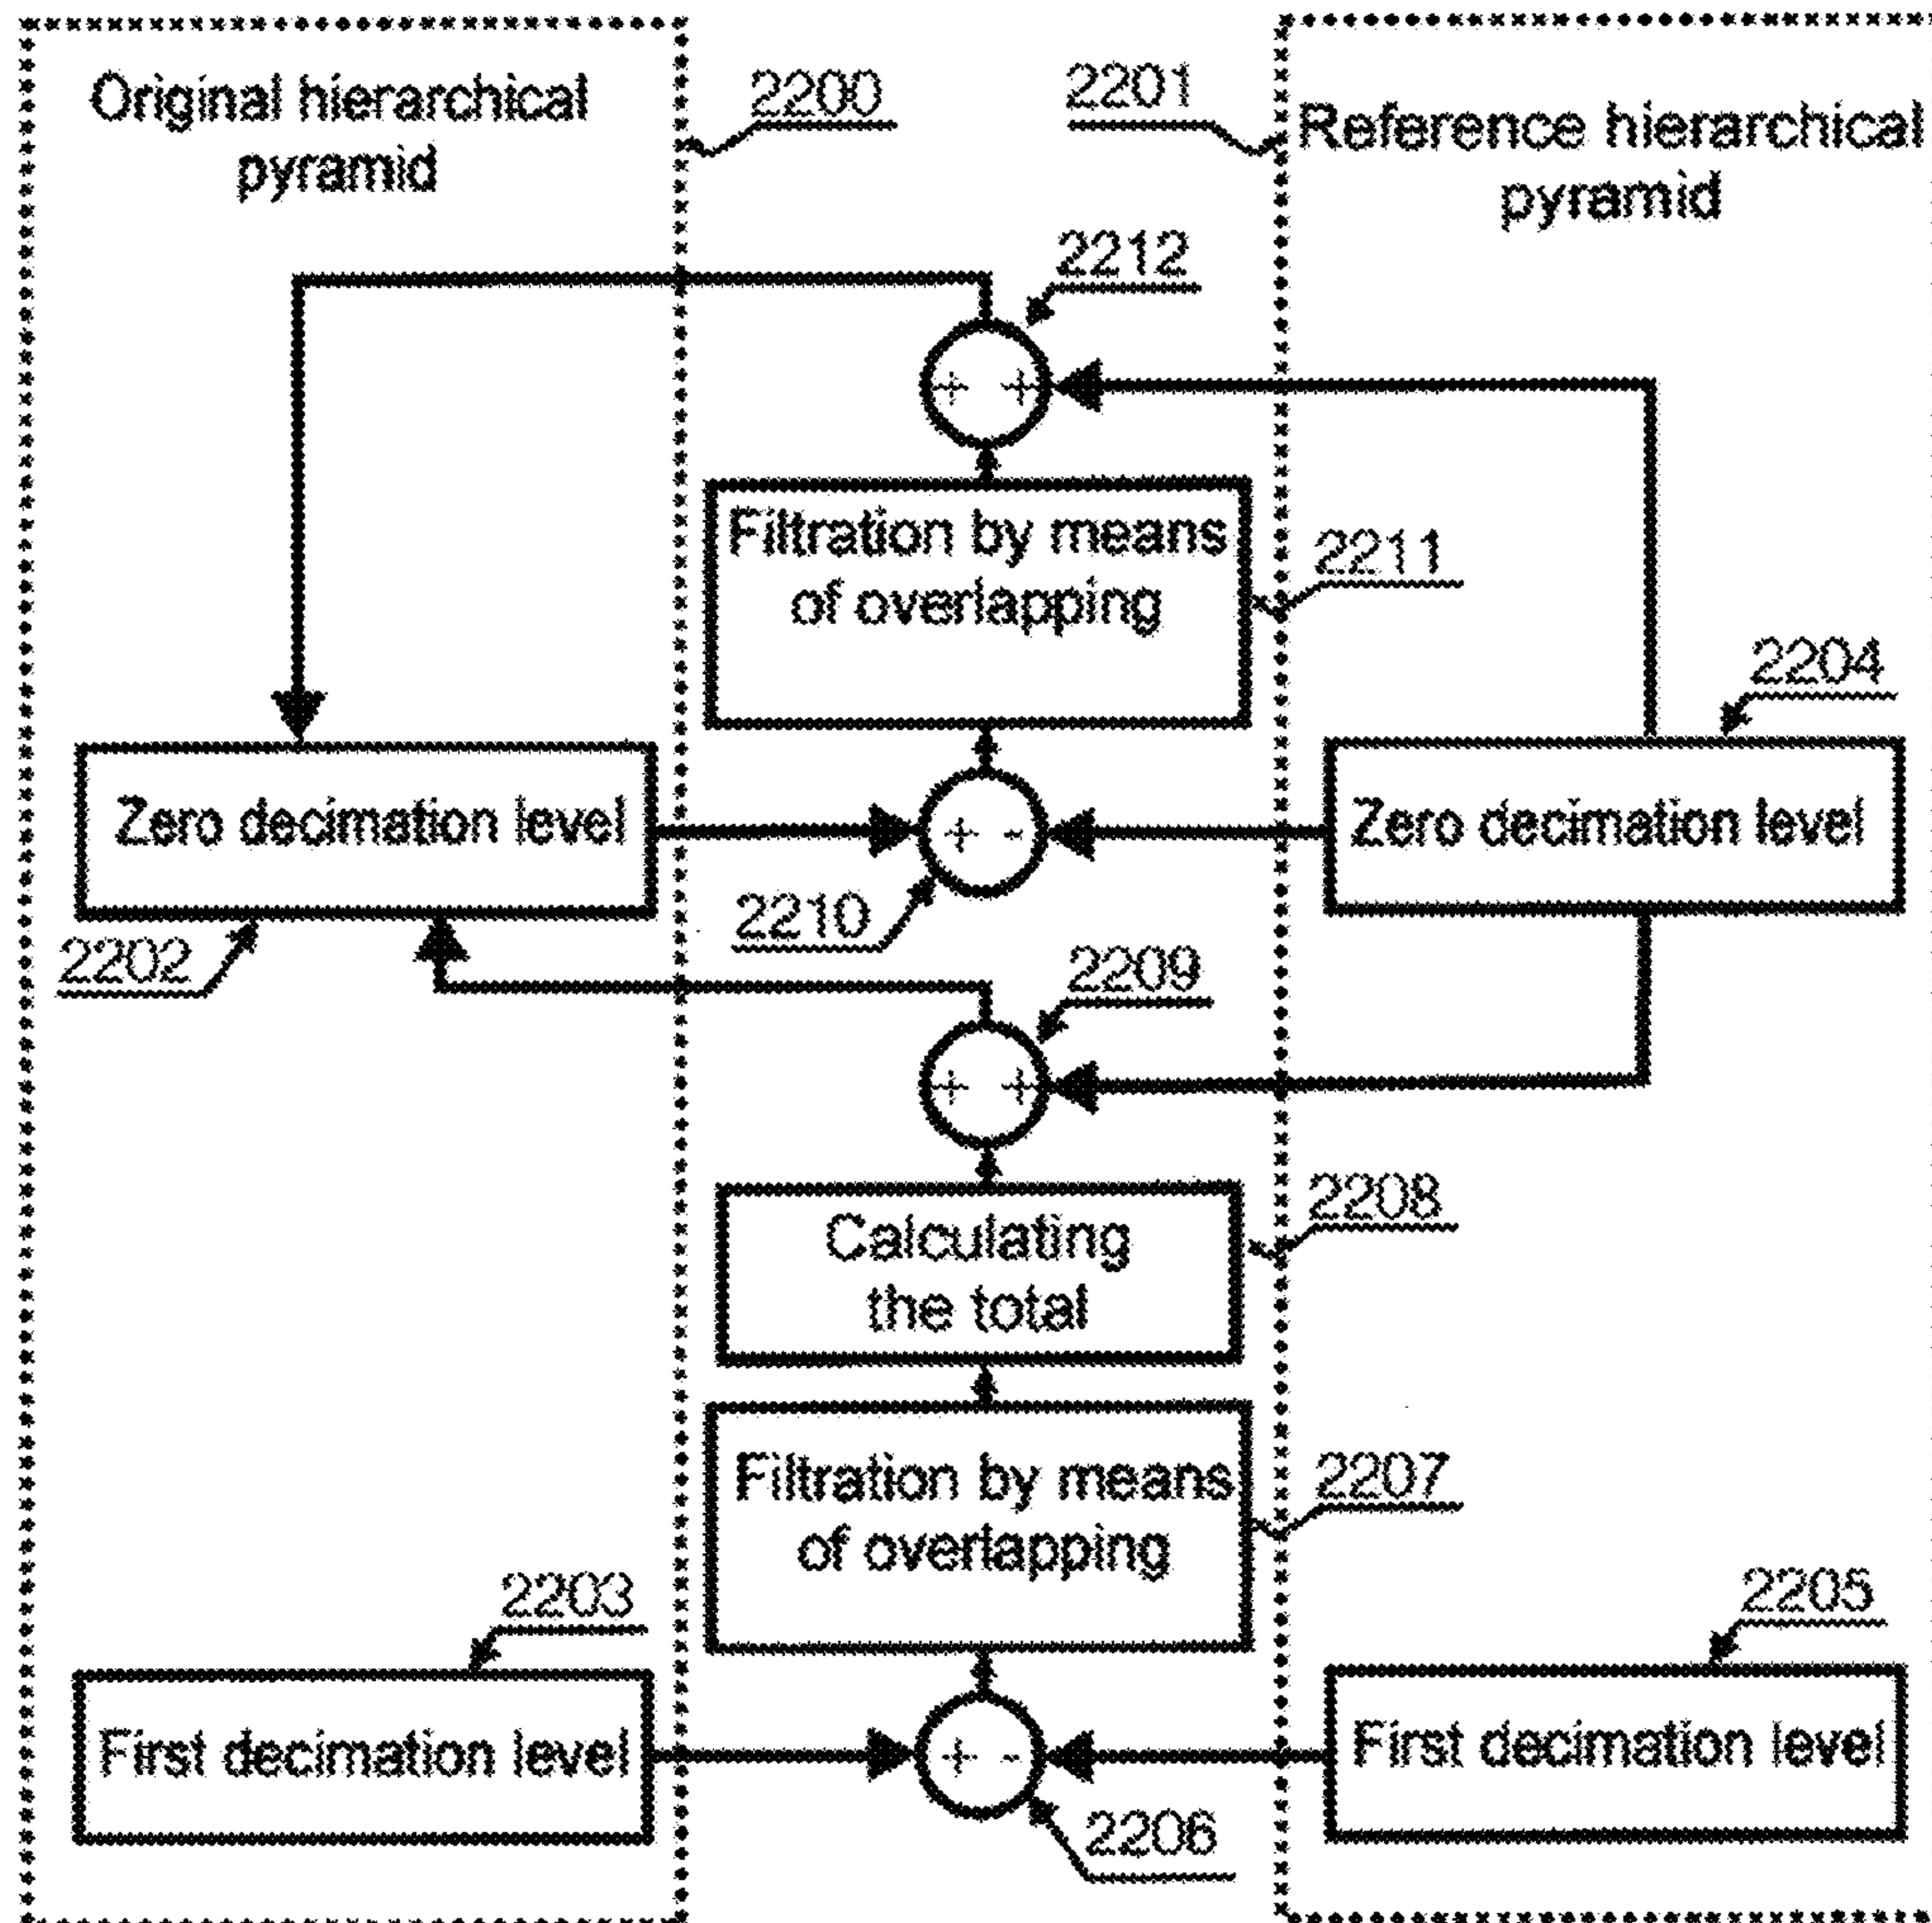 Original hierarchical
pyramid
2200
2201
Reference hierarchical
pyramid
2212
+ +
Filtration by means
of overlapping
2211
2204
Zero decimation level
+ -
Zero decimation level
2210
2202
2209
+ +
2208
Calculating
the total
Filtration by means
of overlapping
2207
2203
2205
First decimation level
+ -
First decimation level
2206